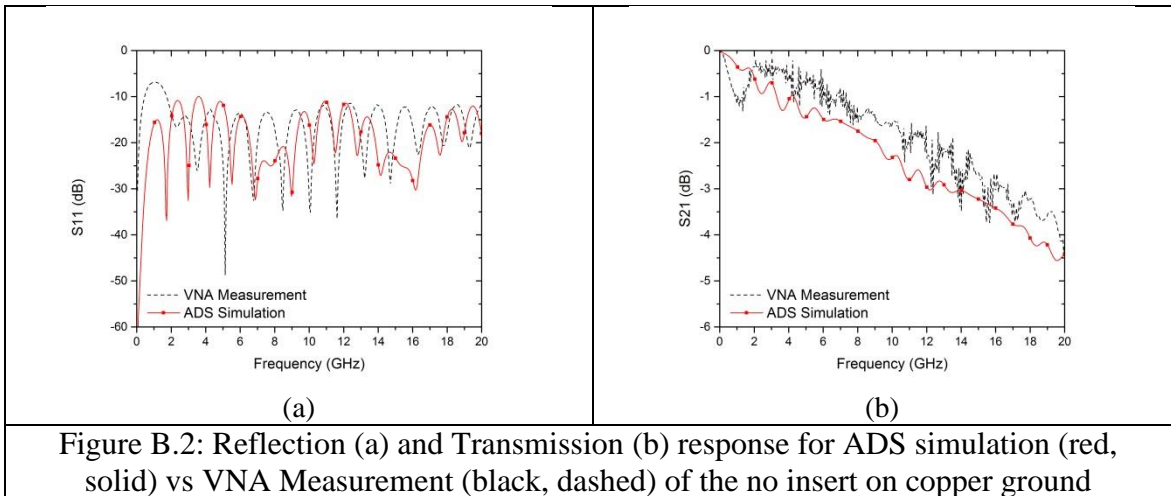 0
-10
-20
-30
-40
-50
-60
S11 (dB)
VNA Measurement
ADS Simulation
0 2 4 6 8 10 12 14 16 18 20
Frequency (GHz)
(a)
0
-1
-2
-3
-4
-5
-6
S21 (dB)
VNA Measurement
ADS Simulation
0 2 4 6 8 10 12 14 16 18 20
Frequency (GHz)
(b)
Figure B.2: Reflection (a) and Transmission (b) response for ADS simulation (red,
solid) vs VNA Measurement (black, dashed) of the no insert on copper ground